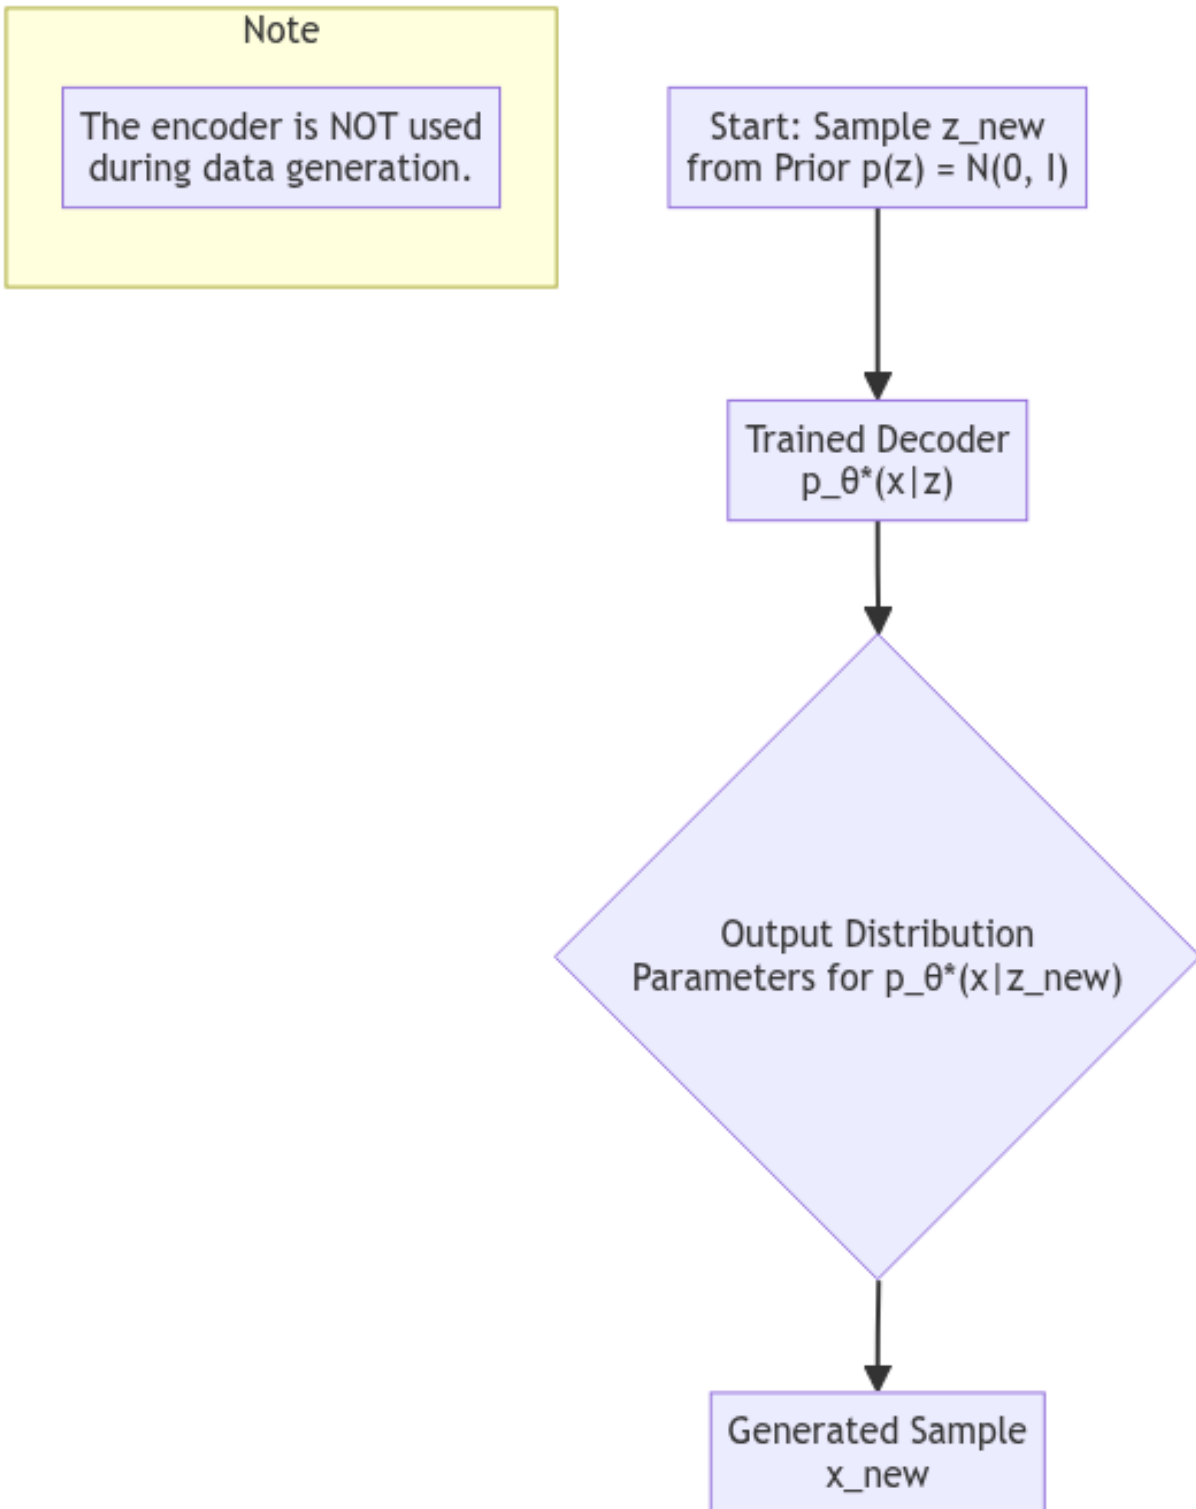 Note
The encoder is NOT used
during data generation.
Start: Sample z_new
from Prior p(z) = N(0, I)
Trained Decoder
p_θ*(x|z)
Output Distribution
Parameters for p_θ*(x|z_new)
Generated Sample
x_new